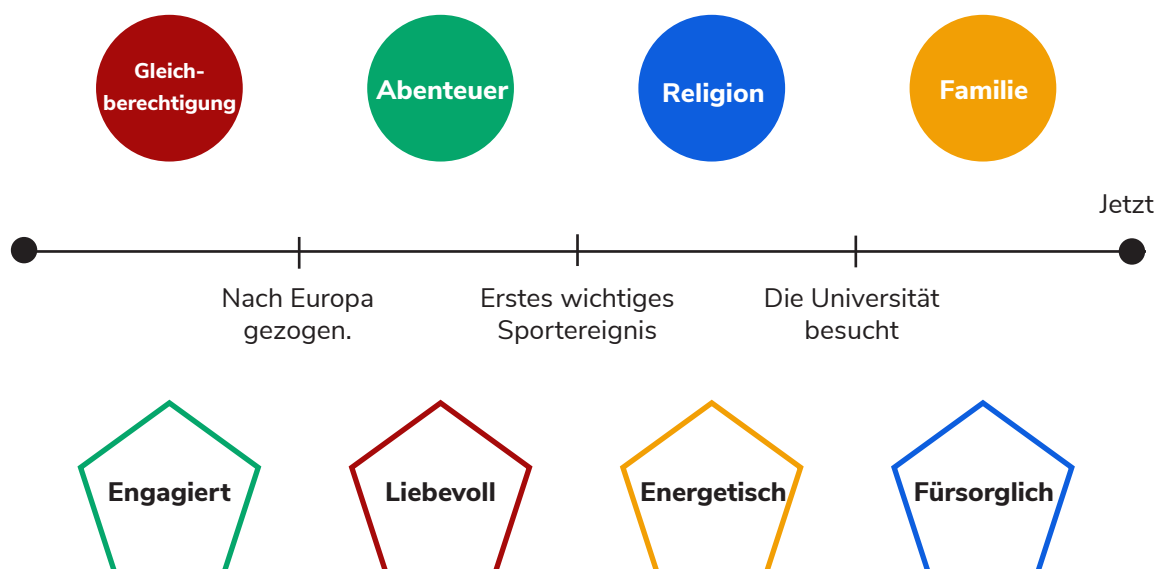 Gleich-
berechtigung
Abenteuer
Religion
Familie
Jetzt
Nach Europa
gezogen.
Erstes wichtiges
Sportereignis
Die Universität
besucht
Engagiert
Liebevoll
Energetisch
Fürsorglich